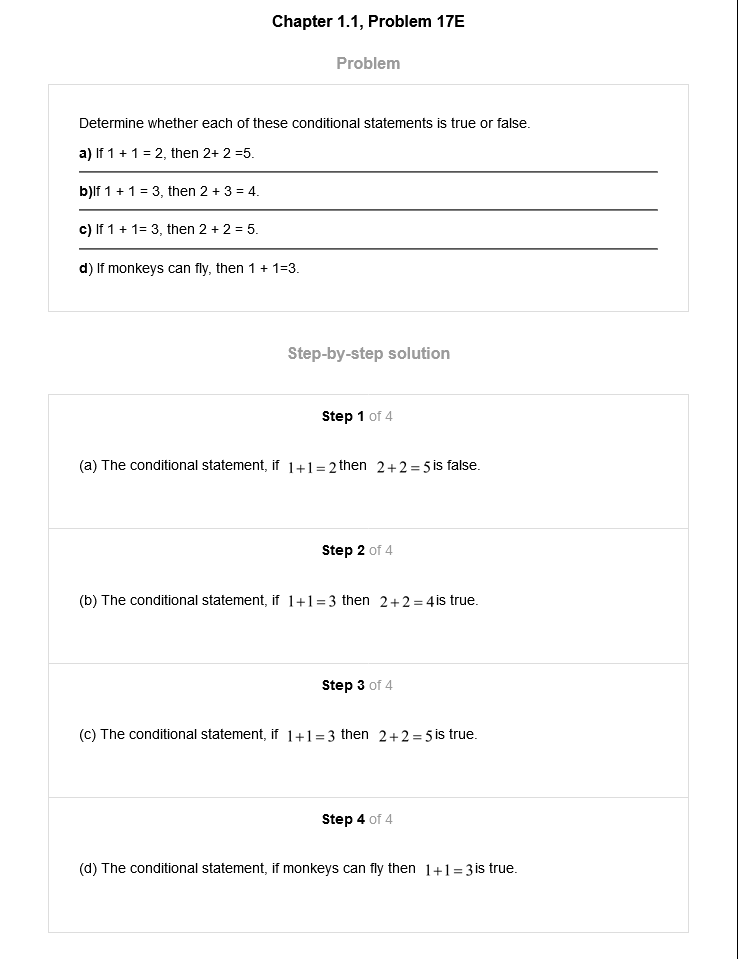 Chapter 1.1, Problem 17E
Problem
Determine whether each of these conditional statements is true or false.
a) If 1 + 1 = 2, then 2+ 2 =5.
b)If 1 + 1 = 3, then 2 + 3 = 4.
c) If 1 + 1= 3, then 2 + 2 = 5.
d) If monkeys can fly, then 1 + 1=3.
Step-by-step solution
Step 1 of 4
(a) The conditional statement, if 1+1=2 then 2+2=5 is false.
Step 2 of 4
(b) The conditional statement, if 1+1=3 then 2+2=4 is true.
Step 3 of 4
(c) The conditional statement, if 1+1=3 then 2+2=5 is true.
Step 4 of 4
(d) The conditional statement, if monkeys can fly then 1+1=3 is true.